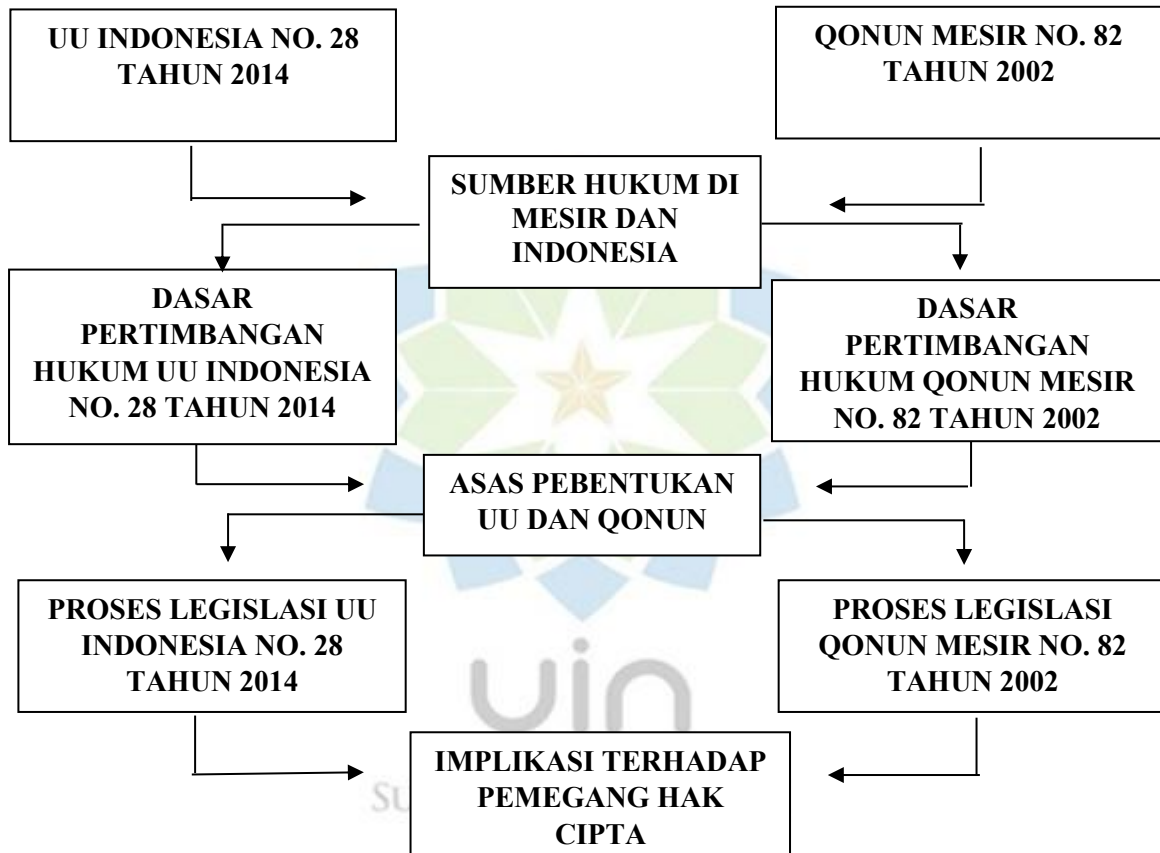 UU INDONESIA NO. 28
TAHUN 2014
QONUN MESIR NO. 82
TAHUN 2002
SUMBER HUKUM DI
MESIR DAN
INDONESIA
DASAR
PERTIMBANGAN
HUKUM UU INDONESIA
NO. 28 TAHUN 2014
DASAR
PERTIMBANGAN
HUKUM QONUN MESIR
NO. 82 TAHUN 2002
ASAS PEBENTUKAN
UU DAN QONUN
PROSES LEGISLASI UU
INDONESIA NO. 28
TAHUN 2014
PROSES LEGISLASI
QONUN MESIR NO. 82
TAHUN 2002
uin
IMPLIKASI TERHADAP
PEMEGANG HAK
CIPTA